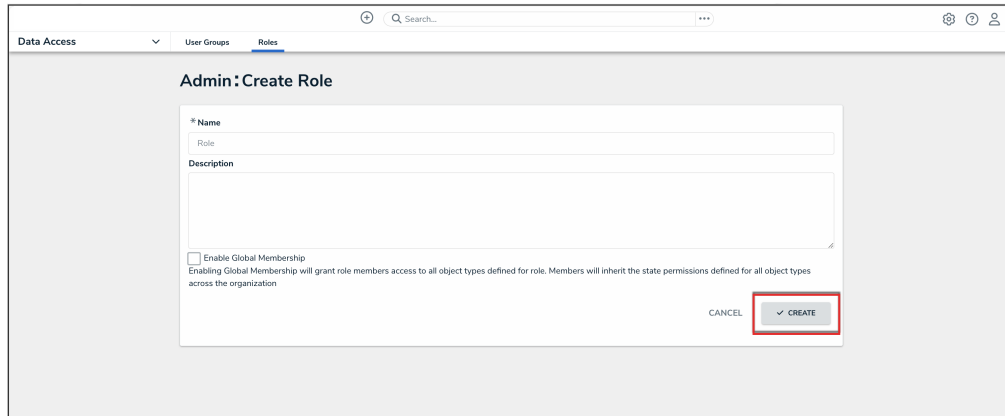 Search...
Data Access
User Groups
Roles
Admin:Create Role
*Name
Role
Description
Enable Global Membership
Enabling Global Membership will grant role members access to all object types defined for role. Members will inherit the state permissions defined for all object types
across the organization
CANCEL
CREATE